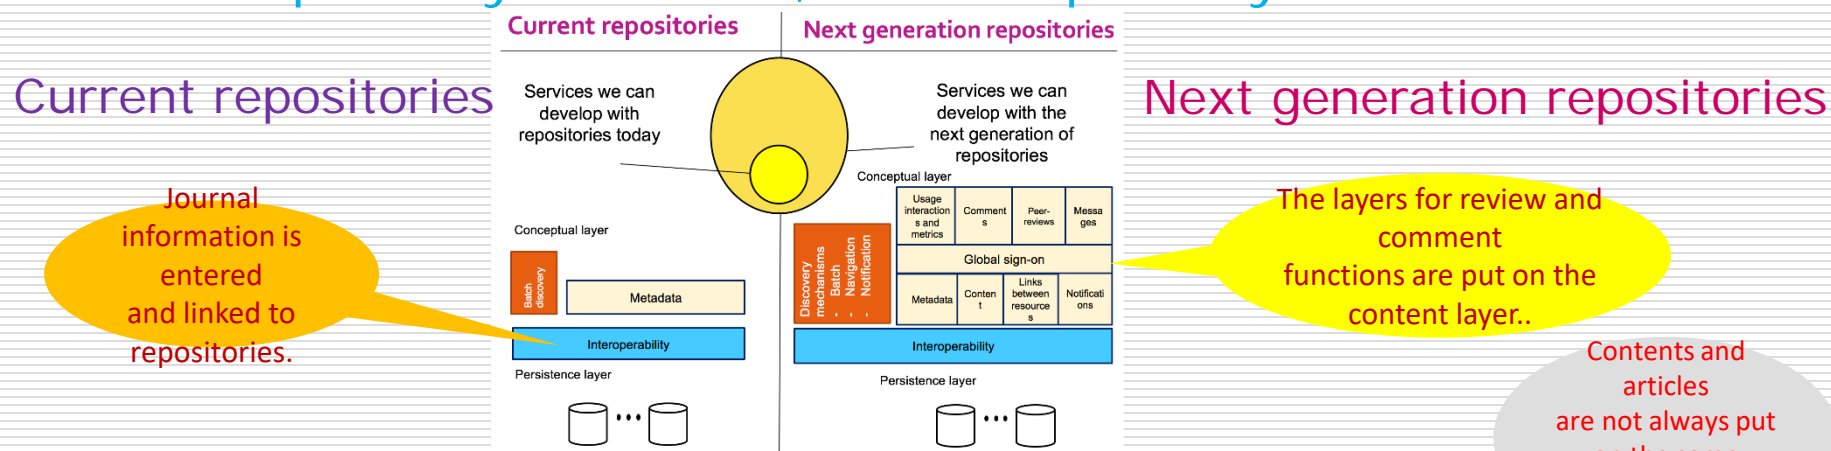 Current repositories
Next generation repositories
Current repositories
Next generation repositories
Services we can
develop with
repositories today
Services we can
develop with the
next generation of
repositories
Journal
information is
entered
and linked to
repositories.
Conceptual layer
Batch
discovery
Metadata
Interoperability
Persistence layer
Conceptual layer
Usage
interaction
s and
metrics
Comment
s
Peer-
reviews
Messa
ges
Global sign-on
Discovery
mechanisms
- Batch
- Navigation
- Notification
Metadata
Conten
t
Links
between
resource
s
Notificati
ons
Interoperability
Persistence layer
The layers for review and
comment
functions are put on the
content layer..
Contents and
articles
are not always put